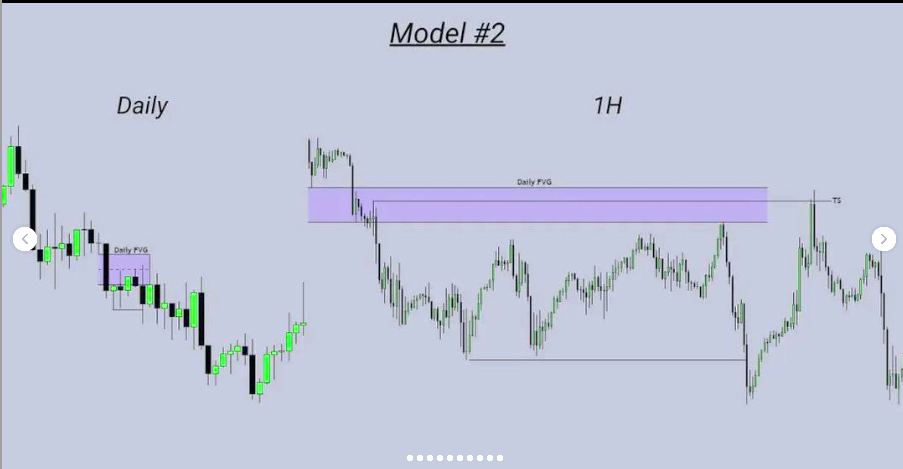 Model #2
Daily
1H
Daily FVG
Daily FVG
TS